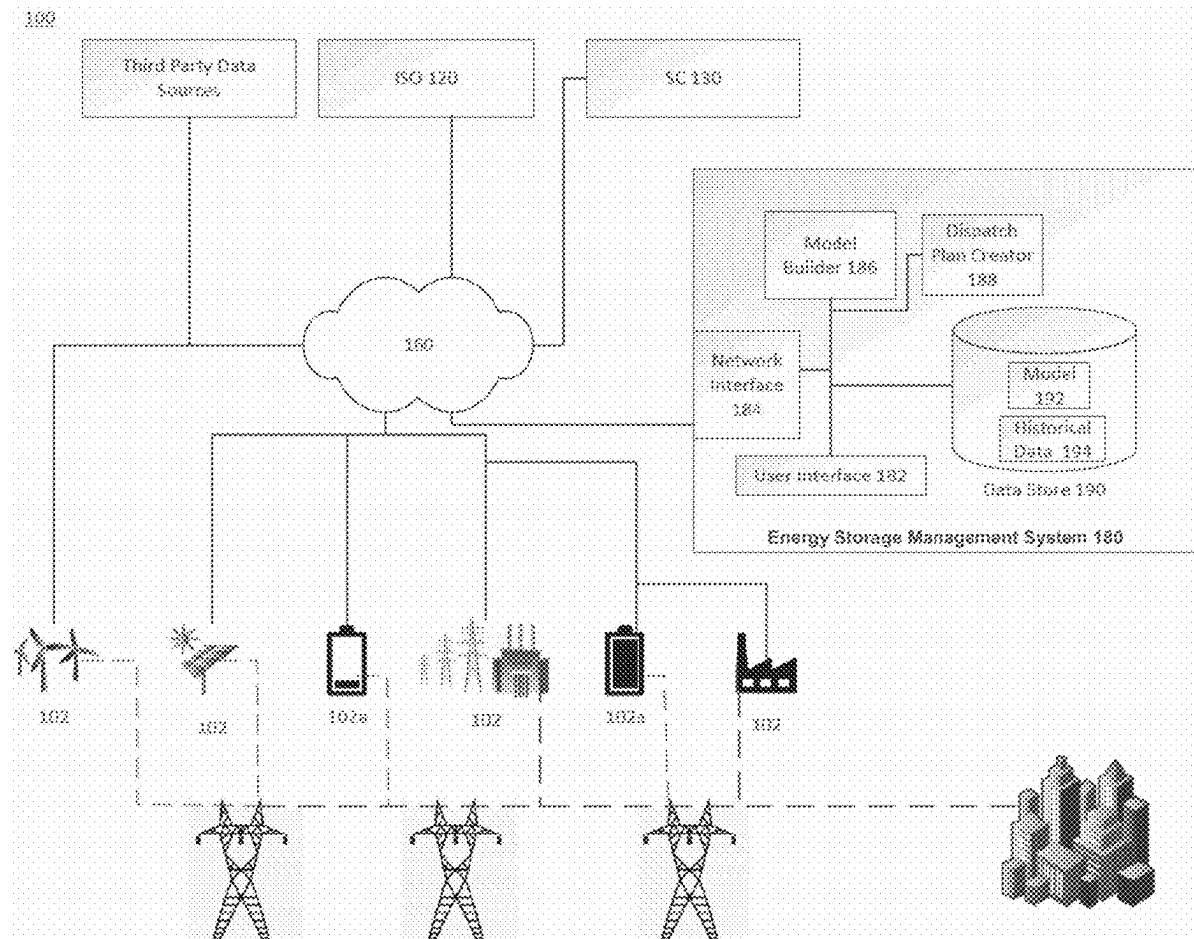 100
Third Party Data
Sources
ISO 120
SC 130
Model
Builder 186
Dispatch
Plan Creator
188
160
Network
Interface
184
Model
192
Historical
Data 194
User Interface 182
Data Store 190
Energy Storage Management System 180
102
102
102a
102
102a
102